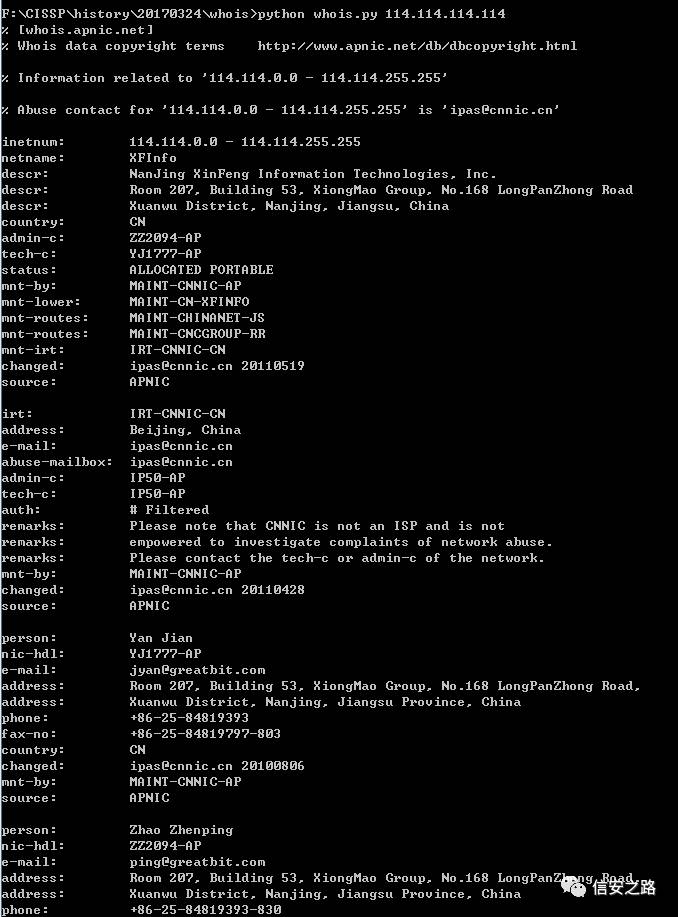 F:\CISSP\history\20170324\whois>python whois.py 114.114.114.114
% [whois.apnic.net]
% Whois data copyright terms    http://www.apnic.net/db/dbcopyright.html

% Information related to '114.114.0.0 - 114.114.255.255'

% Abuse contact for '114.114.0.0 - 114.114.255.255' is 'ipas@cnnic.cn'

inetnum:        114.114.0.0 - 114.114.255.255
netname:        XFInfo
descr:          NanJing XinFeng Information Technologies, Inc.
descr:          Room 207, Building 53, XiongMao Group, No.168 LongPanZhong Road
descr:          Xuanwu District, Nanjing, Jiangsu, China
country:        CN
admin-c:        ZZ2094-AP
tech-c:         YJ1777-AP
status:         ALLOCATED PORTABLE
mnt-by:         MAINT-CNNIC-AP
mnt-lower:      MAINT-CN-XFINFO
mnt-routes:     MAINT-CHINANET-JS
mnt-routes:     MAINT-CNCGROUP-RR
mnt-irt:        IRT-CNNIC-CN
changed:        ipas@cnnic.cn 20110519
source:         APNIC

irt:            IRT-CNNIC-CN
address:        Beijing, China
e-mail:         ipas@cnnic.cn
abuse-mailbox:  ipas@cnnic.cn
admin-c:        IP50-AP
tech-c:         IP50-AP
auth:           # Filtered
remarks:        Please note that CNNIC is not an ISP and is not
remarks:        empowered to investigate complaints of network abuse.
remarks:        Please contact the tech-c or admin-c of the network.
mnt-by:         MAINT-CNNIC-AP
changed:        ipas@cnnic.cn 20110428
source:         APNIC

person:         Yan Jian
nic-hdl:        YJ1777-AP
e-mail:         jyan@greatbit.com
address:        Room 207, Building 53, XiongMao Group, No.168 LongPanZhong Road,
address:        Xuanwu District, Nanjing, Jiangsu Province, China
phone:          +86-25-84819393
fax-no:         +86-25-84819797-803
country:        CN
changed:        ipas@cnnic.cn 20100806
mnt-by:         MAINT-CNNIC-AP
source:         APNIC

person:         Zhao Zhenping
nic-hdl:        ZZ2094-AP
e-mail:         ping@greatbit.com
address:        Room 207, Building 53, XiongMao Group, No.168 LongPanZhong Road,
address:        Xuanwu District, Nanjing, Jiangsu Province, China
phone:          +86-25-84819393-830
信安之路